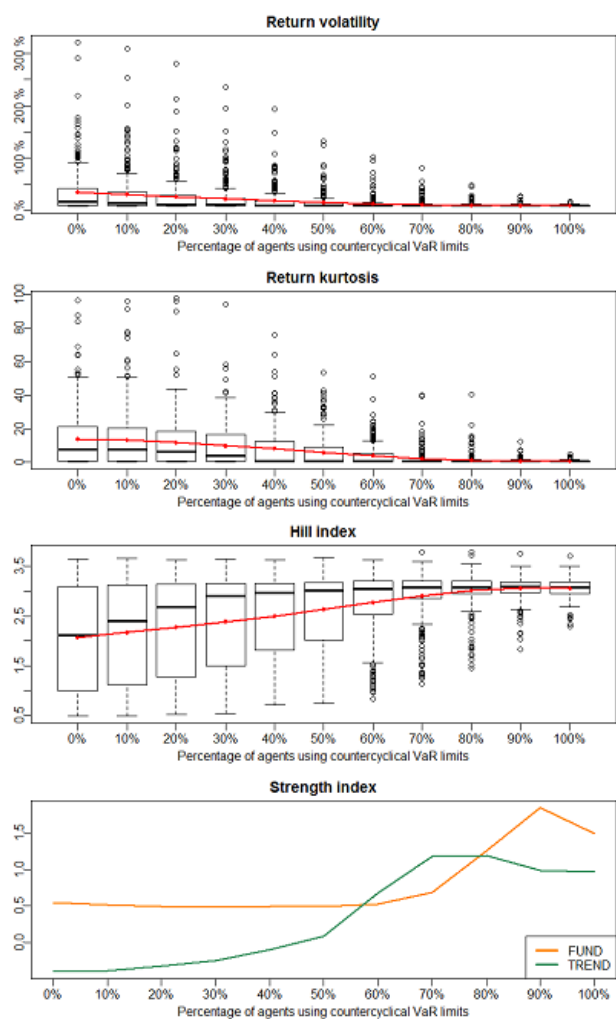 Return volatility
300 %
200 %
100 %
0 %
0% 10% 20% 30% 40% 50% 60% 70% 80% 90% 100%
Percentage of agents using countercyclical VaR limits
Return kurtosis
100
80
60
40
20
0
0% 10% 20% 30% 40% 50% 60% 70% 80% 90% 100%
Percentage of agents using countercyclical VaR limits
Hill index
3,5
2,5
1,5
0,5
0% 10% 20% 30% 40% 50% 60% 70% 80% 90% 100%
Percentage of agents using countercyclical VaR limits
Strength index
1,5
1,0
0,5
0,0
FUND
TREND
0% 10% 20% 30% 40% 50% 60% 70% 80% 90% 100%
Percentage of agents using countercyclical VaR limits